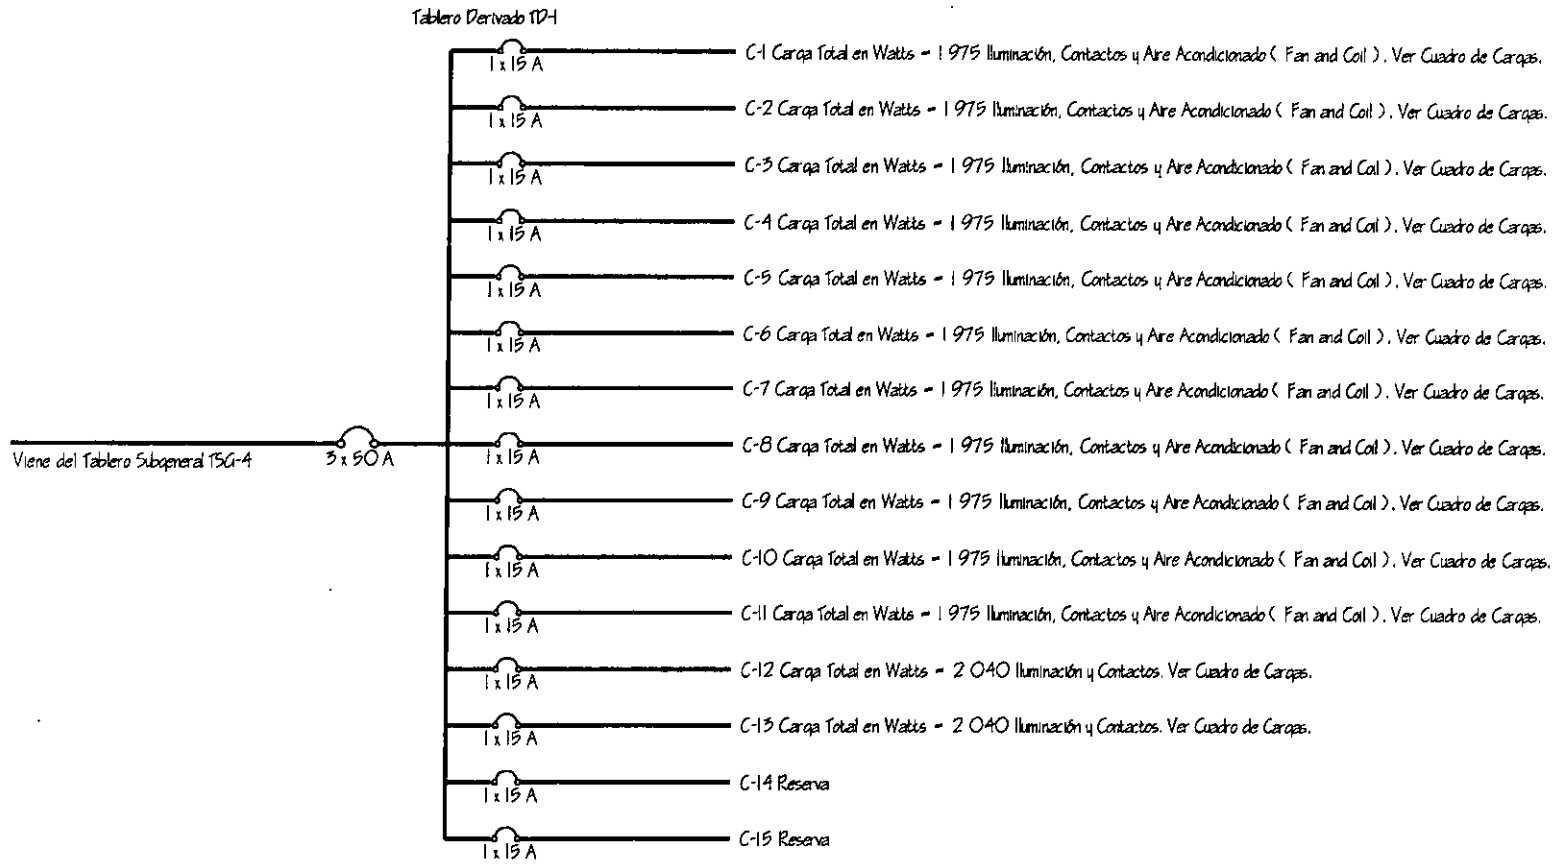 Tablero Derivado TD-1
1 x 15 A
C-1 Carga Total en Watts = 1 975 Iluminación, Contactos y Aire Acondicionado ( Fan and Coil ). Ver Cuadro de Cargas.
1 x 15 A
C-2 Carga Total en Watts = 1 975 Iluminación, Contactos y Aire Acondicionado ( Fan and Coil ). Ver Cuadro de Cargas.
1 x 15 A
C-3 Carga Total en Watts = 1 975 Iluminación, Contactos y Aire Acondicionado ( Fan and Coil ). Ver Cuadro de Cargas.
1 x 15 A
C-4 Carga Total en Watts = 1 975 Iluminación, Contactos y Aire Acondicionado ( Fan and Coil ). Ver Cuadro de Cargas.
1 x 15 A
C-5 Carga Total en Watts = 1 975 Iluminación, Contactos y Aire Acondicionado ( Fan and Coil ). Ver Cuadro de Cargas.
1 x 15 A
C-6 Carga Total en Watts = 1 975 Iluminación, Contactos y Aire Acondicionado ( Fan and Coil ). Ver Cuadro de Cargas.
1 x 15 A
C-7 Carga Total en Watts = 1 975 Iluminación, Contactos y Aire Acondicionado ( Fan and Coil ). Ver Cuadro de Cargas.
1 x 15 A
Viene del Tablero Subgeneral TSG-4
3 x 50 A
C-8 Carga Total en Watts = 1 975 Iluminación, Contactos y Aire Acondicionado ( Fan and Coil ). Ver Cuadro de Cargas.
1 x 15 A
C-9 Carga Total en Watts = 1 975 Iluminación, Contactos y Aire Acondicionado ( Fan and Coil ). Ver Cuadro de Cargas.
1 x 15 A
C-10 Carga Total en Watts = 1 975 Iluminación, Contactos y Aire Acondicionado ( Fan and Coil ). Ver Cuadro de Cargas.
1 x 15 A
C-11 Carga Total en Watts = 1 975 Iluminación, Contactos y Aire Acondicionado ( Fan and Coil ). Ver Cuadro de Cargas.
1 x 15 A
C-12 Carga Total en Watts = 2 040 Iluminación y Contactos. Ver Cuadro de Cargas.
1 x 15 A
C-13 Carga Total en Watts = 2 040 Iluminación y Contactos. Ver Cuadro de Cargas.
1 x 15 A
C-14 Reserva
1 x 15 A
C-15 Reserva
1 x 15 A